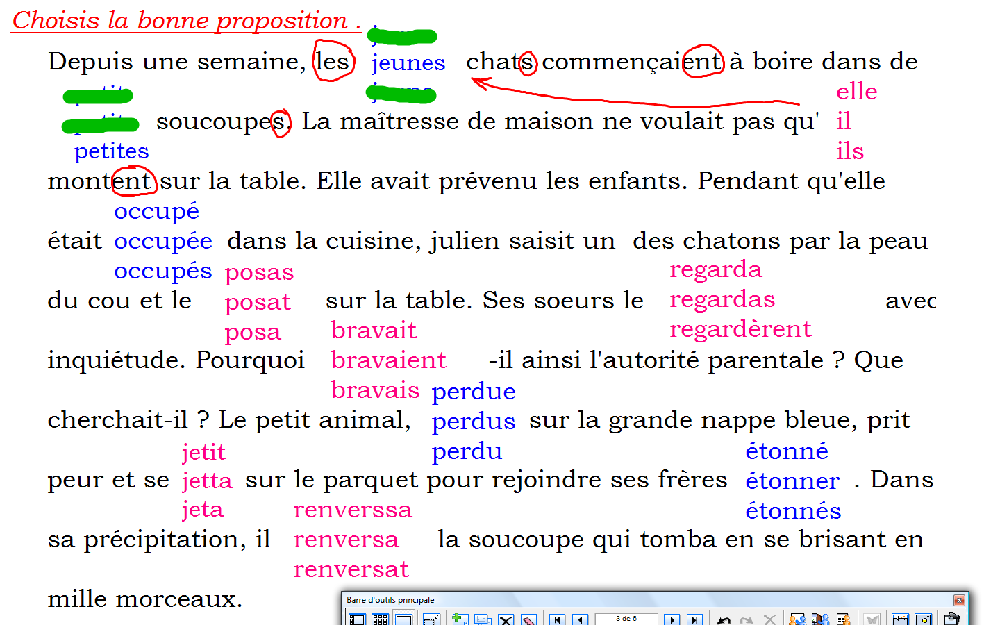 Choisis la bonne proposition .
Depuis une semaine, les jeunes chats commençaient à boire dans de
petites soucoupes. La maîtresse de maison ne voulait pas qu'
elle
il
ils
montent sur la table. Elle avait prévenu les enfants. Pendant qu'elle
occupé
était occupée dans la cuisine, julien saisit un des chatons par la peau
occupés
posas
regarda
du cou et le posat sur la table. Ses soeurs le regardas avec
posa
regardèrent
bravait
inquiétude. Pourquoi bravaient -il ainsi l'autorité parentale ? Que
bravais
perdue
cherchait-il ? Le petit animal, perdus sur la grande nappe bleue, prit
perdu
jetit
étonné
peur et se jetta sur le parquet pour rejoindre ses frères étonner . Dans
jeta
étonnés
renverssa
sa précipitation, il renversa la soucoupe qui tomba en se brisant en
renversat
mille morceaux.
Barre d'outils principale
3 de 6